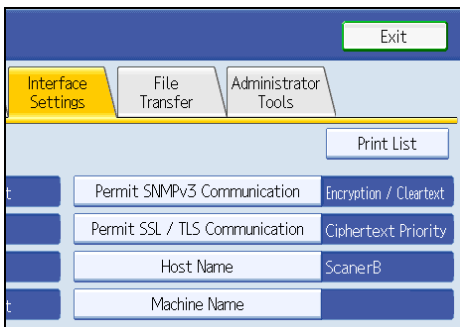 Exit
Interface
Settings
File
Transfer
Administrator
Tools
Print List
t
Permit SNMPv3 Communication
Encryption / Cleartext
Permit SSL / TLS Communication
Ciphertext Priority
Host Name
ScanerB
t
Machine Name